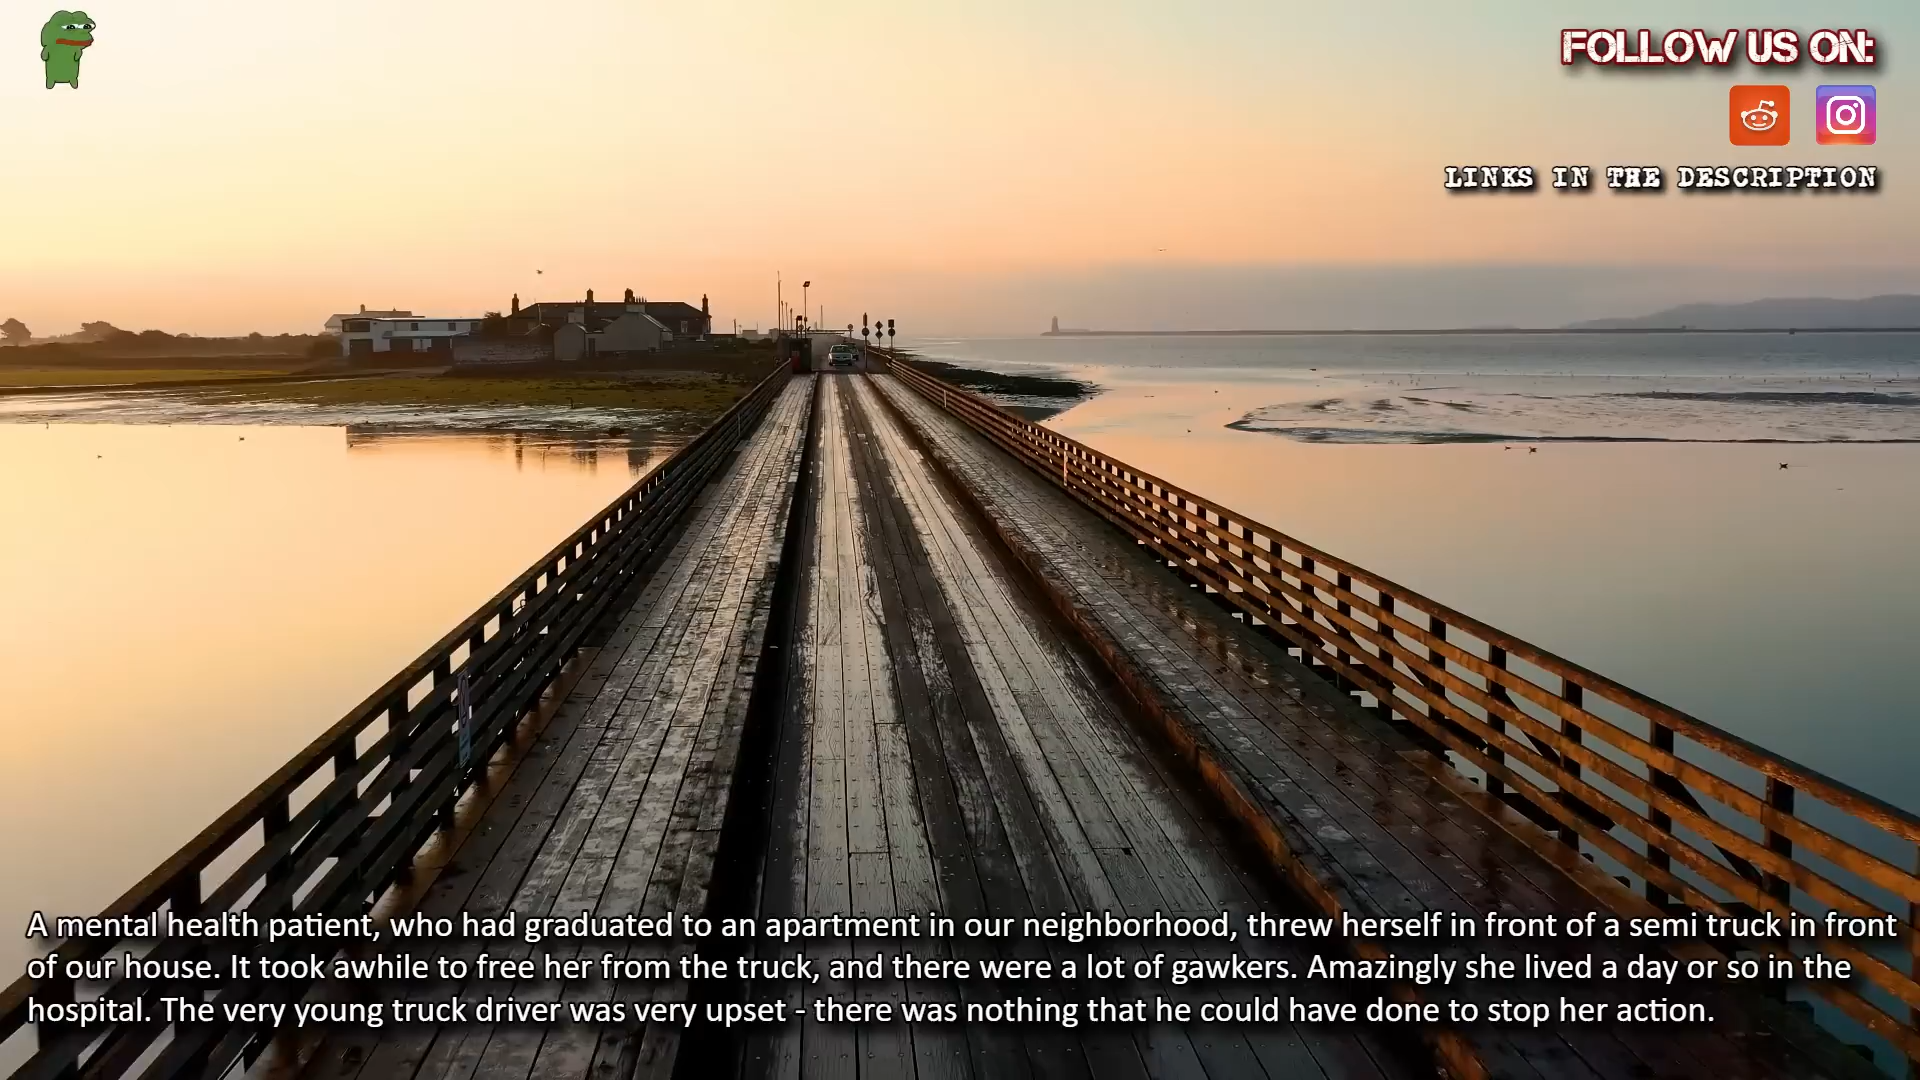 FOLLOW US ON:
LINKS IN THE DESCRIPTION
A mental health patient, who had graduated to an apartment in our neighborhood, threw herself in front of a semi truck in front
of our house. It took awhile to free her from the truck, and there were a lot of gawkers. Amazingly she lived a day or so in the
hospital. The very young truck driver was very upset - there was nothing that he could have done to stop her action.